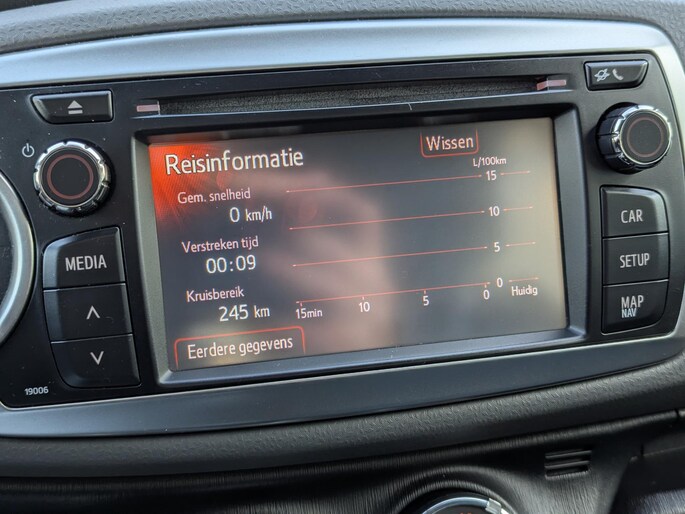 Reisinformatie
Wissen
L/100km
Gem. snelheid
0 km/h
Verstreken tijd
00:09
Kruisbereik
245 km
15
10
5
0
15min
10
5
0
Huidig
Eerdere gegevens
MEDIA
19006
CAR
SETUP
MAP
NAV